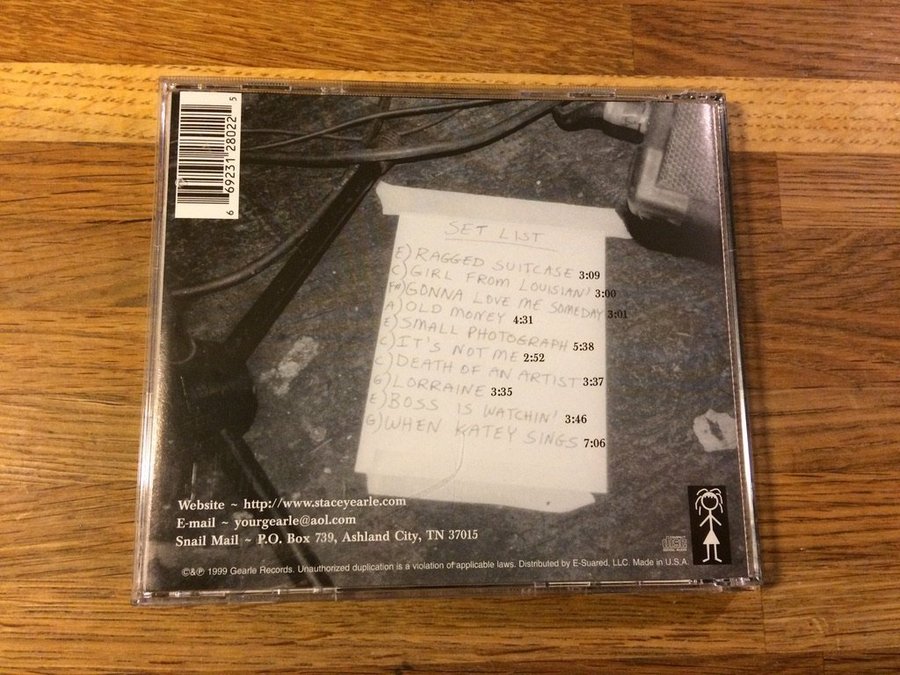 6 69231 28022 5
SET LIST
E) RAGGED SUITCASE 3:09
C) GIRL FROM LOUISIAN' 3:00
F#) GONNA LOVE ME SOMEDAY 3:01
A) OLD MONEY 4:31
E) SMALL PHOTOGRAPH 5:38
C) IT'S NOT ME 2:52
C) DEATH OF AN ARTIST 3:37
G) LORRAINE 3:35
E) BOSS IS WATCHIN' 3:46
G) WHEN KATEY SINGS 7:06
Website ~ http://www.staceyearle.com
E-mail ~ yourgearle@aol.com
Snail Mail ~ P.O. Box 739, Ashland City, TN 37015
©&℗ 1999 Gearle Records. Unauthorized duplication is a violation of applicable laws. Distributed by E-Suared, LLC. Made in U.S.A.